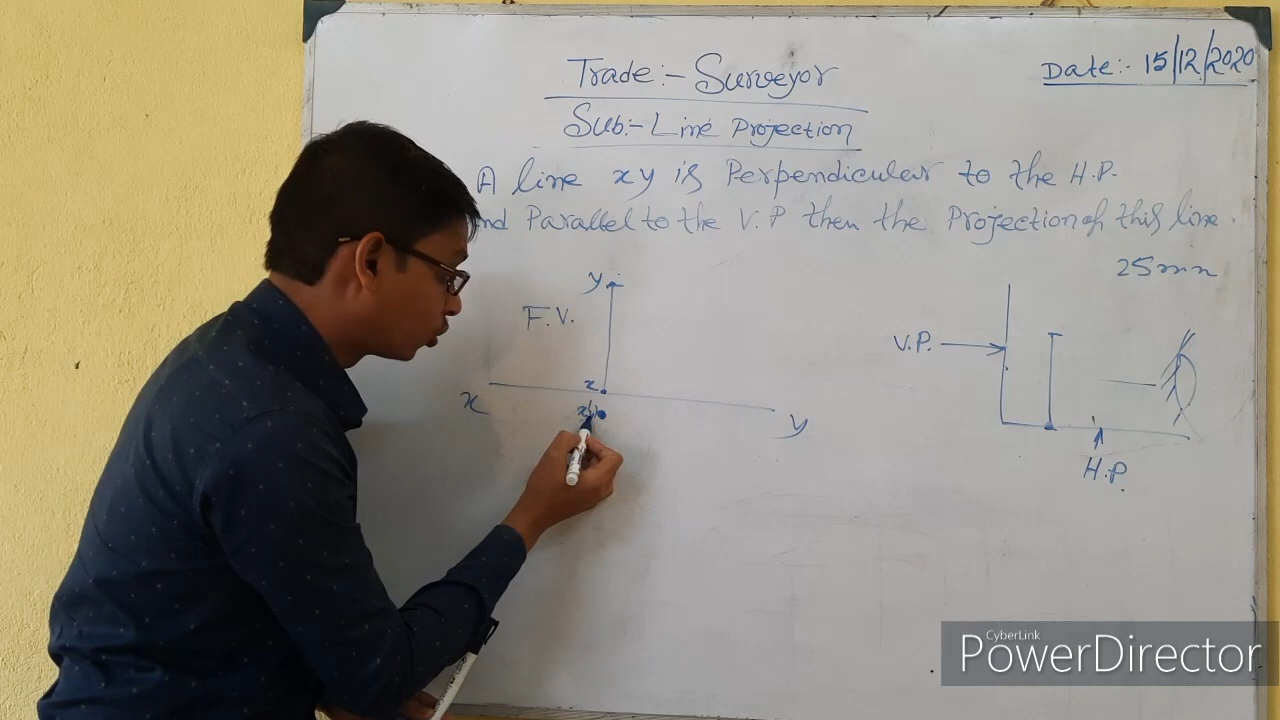 Trade:- Surveyor
Date:- 15/12/2020
Sub:- Line Projection
A line xy is Perpendicular to the H.P.
nd Parallel to the V.P then the Projection of this line.
25mm
y
F.V.
x
x
y
V.P.
H.P.
CyberLink
PowerDirector